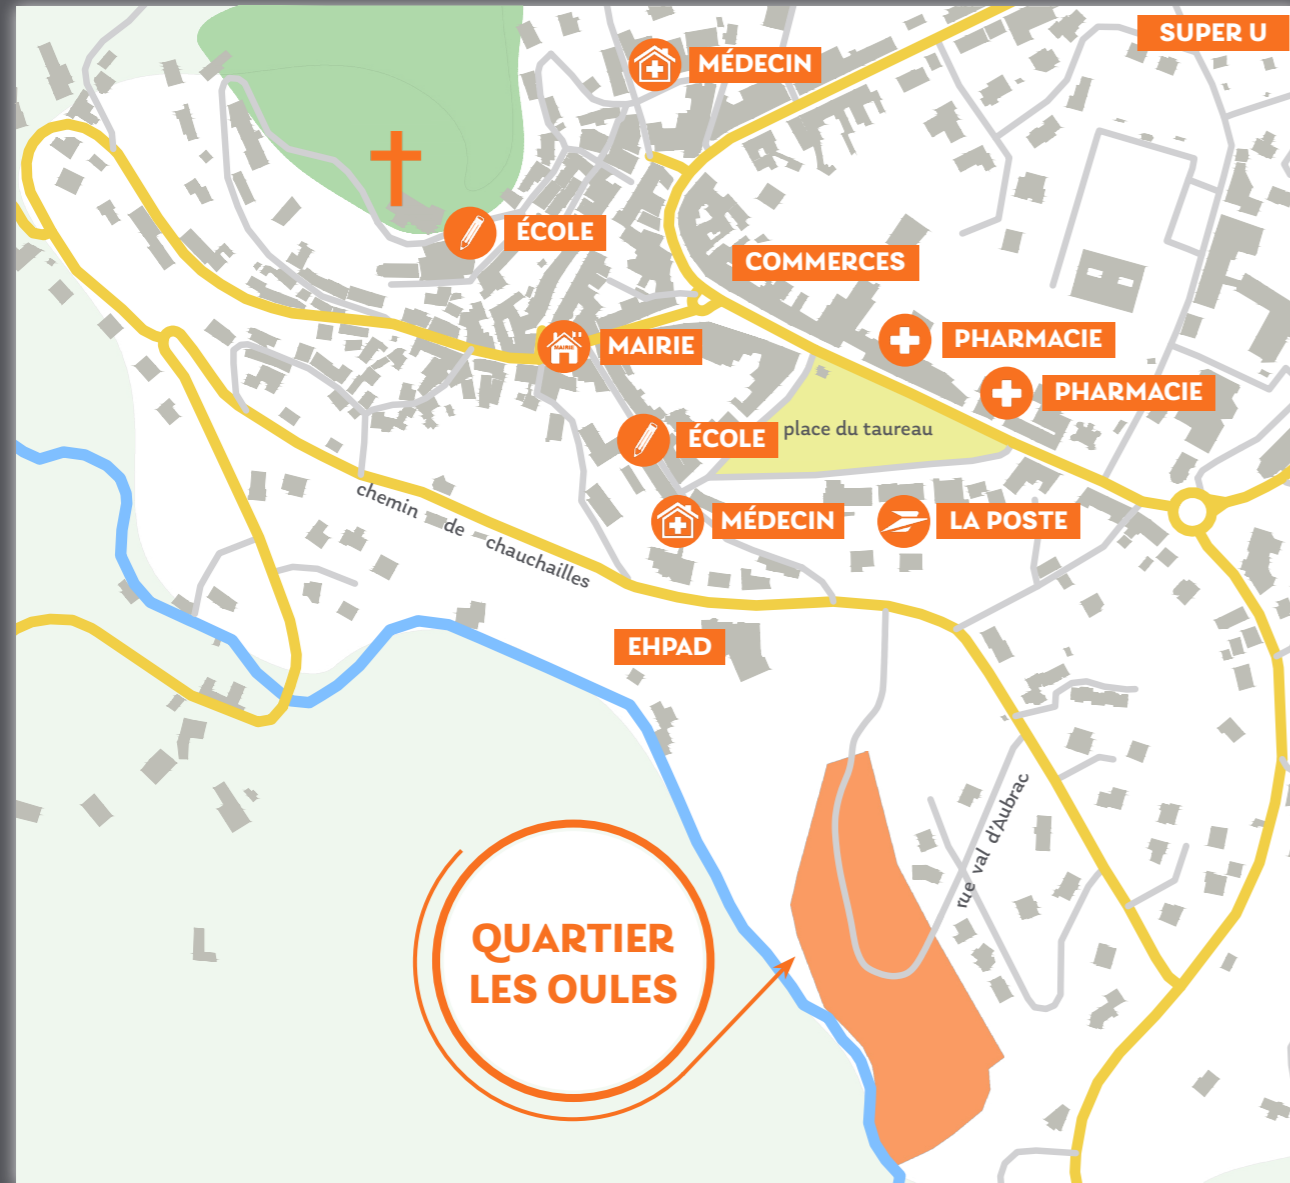 SUPER U
MÉDECIN
ÉCOLE
COMMERCES
MAIRIE
MAIRIE
PHARMACIE
PHARMACIE
ÉCOLE
place du taureau
chemin de chauchailles
MÉDECIN
LA POSTE
EHPAD
rue val d'Aubrac
QUARTIER
LES OULES